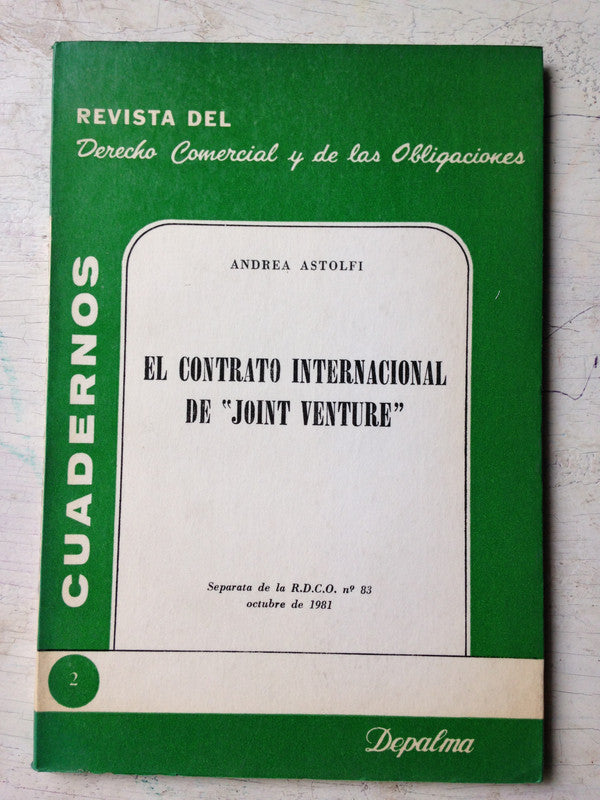 REVISTA DEL
Derecho Comercial y de las Obligaciones
CUADERNOS
ANDREA ASTOLFI
EL CONTRATO INTERNACIONAL
DE "JOINT VENTURE"
Separata de la R.D.C.O. nº 83
octubre de 1981
2
Depalma